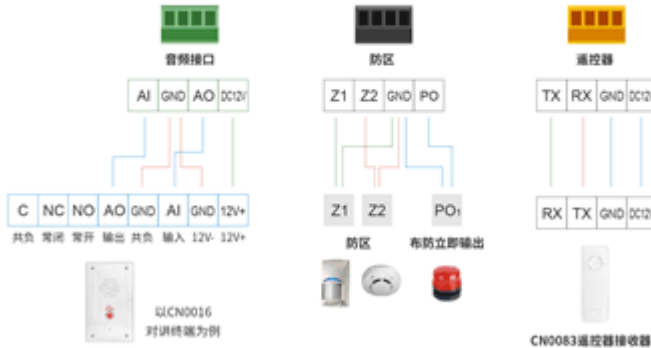 音频接口
防区
遥控器
AI GND AO DC12V
Z1 Z2 GND PO
TX RX GND DC12V
C NC NO AO GND AI GND 12V+
共负 常闭 常开 输出 共负 输入 12V- 12V+
Z1 Z2 PO1
RX TX GND DC12V
防区 布防立即输出
以CN0016
对讲终端为例
CN0083遥控器接收器